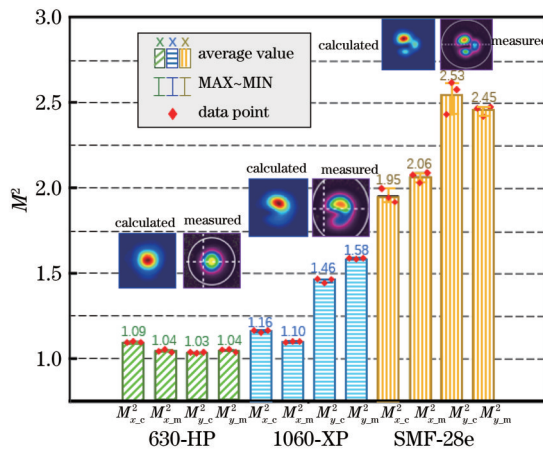 3.0
2.5
2.0
1.5
1.0
M²
X X X
average value
MAX~MIN
data point
calculated
measured
calculated
measured
calculated
measured
1.09
1.04
1.03
1.04
1.16
1.10
1.46
1.58
1.95
2.06
2.53
2.45
M²x_c M²x_m M²y_c M²y_m M²x_c M²x_m M²y_c M²y_m M²x_c M²x_m M²y_c M²y_m
630-HP 1060-XP SMF-28e